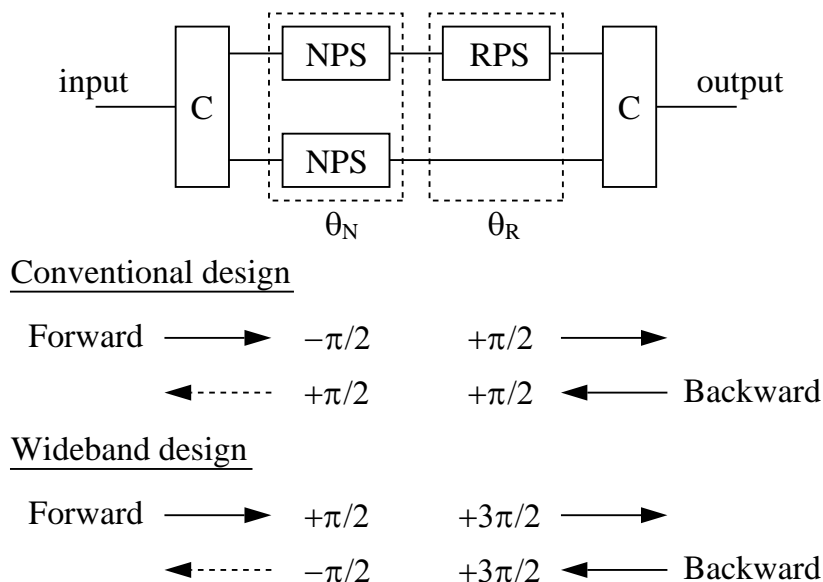 NPS RPS
input output
C C
NPS
θN θR
Conventional design
Forward −π/2 +π/2
+π/2 +π/2 Backward
Wideband design
Forward +π/2 +3π/2
−π/2 +3π/2 Backward